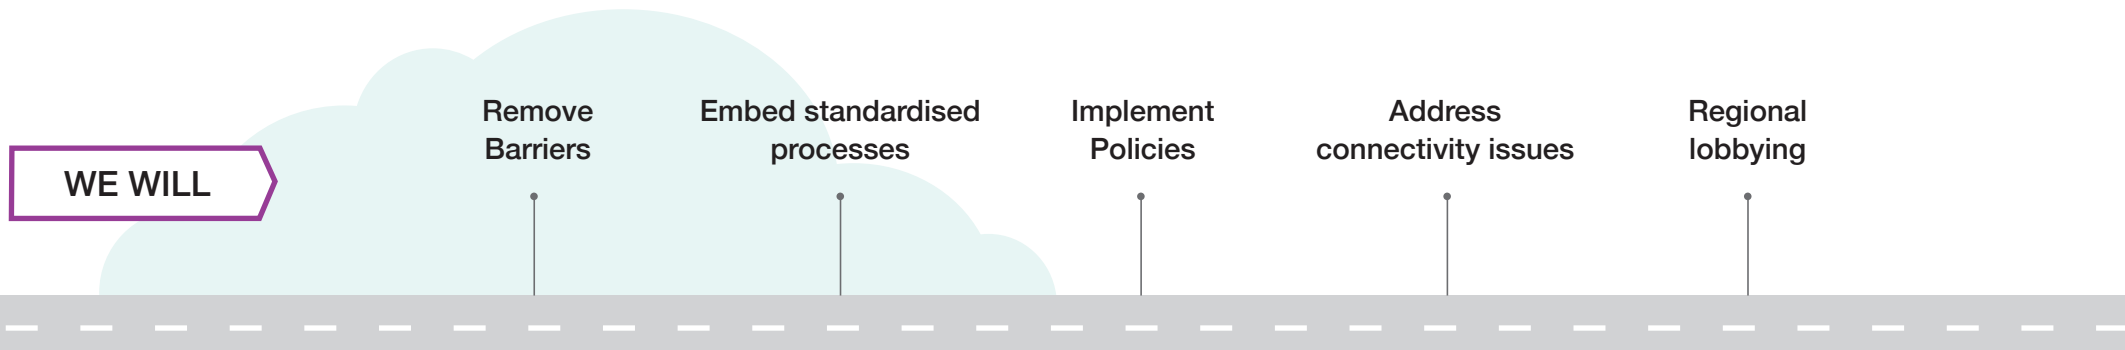 WE WILL
Remove
Barriers
Embed standardised
processes
Implement
Policies
Address
connectivity issues
Regional
lobbying